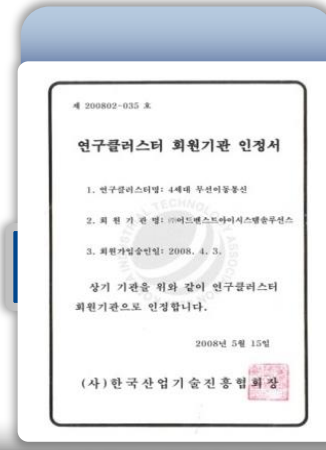 제 200802-035 호
연구클러스터 회원기관 인정서
1. 연구클러스터명: 4세대 무선이동통신
2. 회 원 기 관 명: ㈜어드밴스트아이시스템솔루션스
3. 회원가입승인일: 2008. 4. 3.
상기 기관을 위와 같이 연구클러스터
회원기관으로 인정합니다.
2008년 5월 15일
(사)한국산업기술진흥협회장